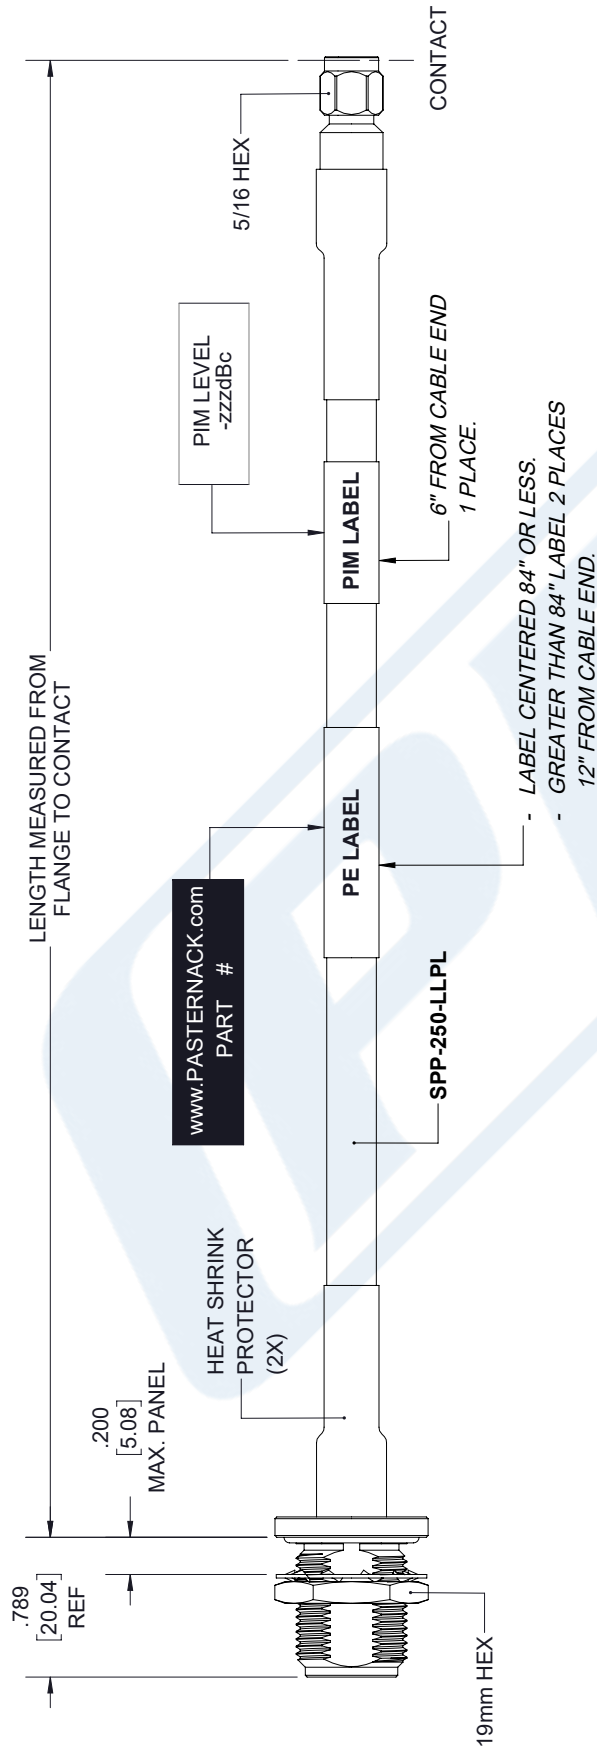 LENGTH MEASURED FROM
FLANGE TO CONTACT
.789
[20.04]
REF
.200
[5.08]
MAX. PANEL
HEAT SHRINK
PROTECTOR
(2X)
www.PASTERNACK.com
PART #
PIM LEVEL
-zzzdBc
5/16 HEX
PE LABEL
PIM LABEL
19mm HEX
SPP-250-LLPL
- LABEL CENTERED 84" OR LESS.
- GREATER THAN 84" LABEL 2 PLACES
12" FROM CABLE END.
6" FROM CABLE END
1 PLACE.
CONTACT